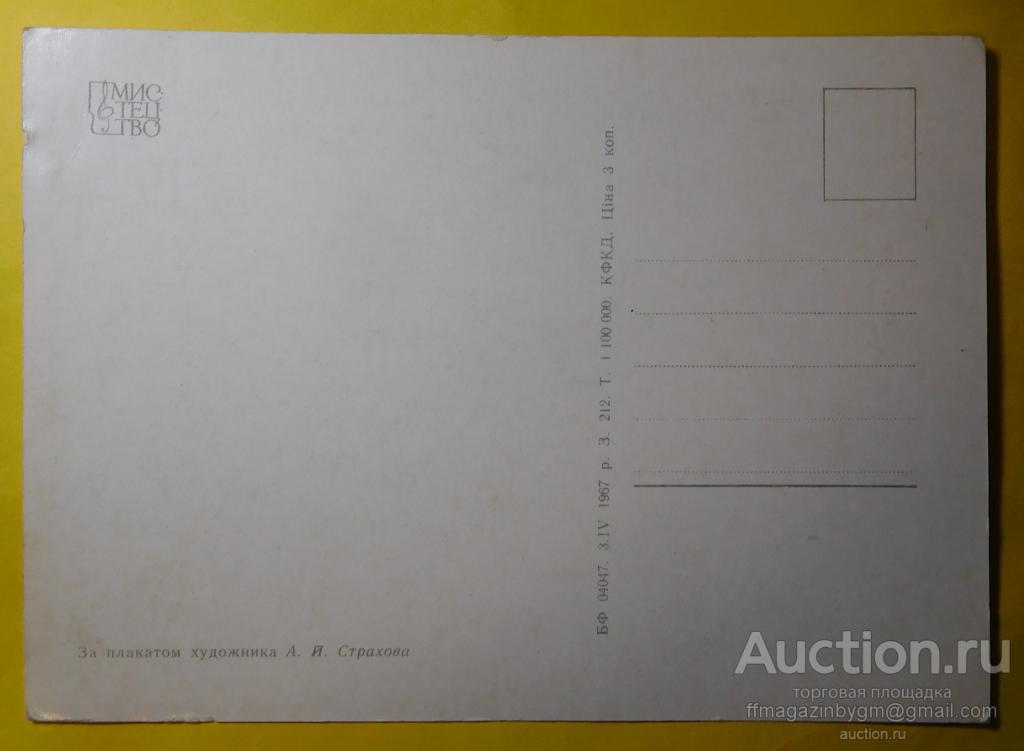 МИС-
ТЕЦ-
ТВО
БФ 04047. 3.IV 1967 р. З. 212. Т. 1 100 000. КФКД. Ціна 3 коп.
За плакатом художника А. Й. Страхова
Auction.ru
торговая площадка
ffmagazinbygm@gmail.com
auction.ru